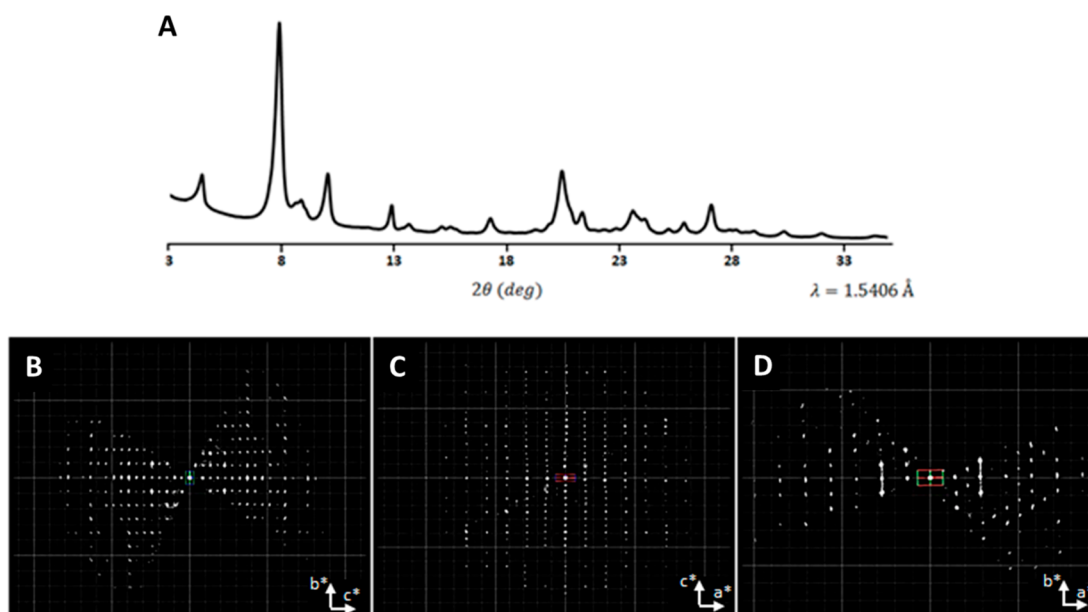 A
3 8 13 18 23 28 33
2θ (deg)
λ = 1.5406 Å
B C D
b* c* b*
c* a* a